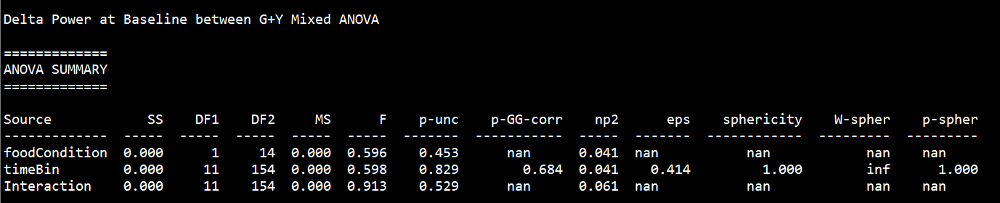 Delta Power at Baseline between G+Y Mixed ANOVA
=============
ANOVA SUMMARY
=============
Source             SS    DF1    DF2     MS      F    p-unc    p-GG-corr    np2      eps    sphericity    W-spher    p-spher
-------------  -----  -----  -----  -----  -----  -------  -----------  -----  -------  ------------  ---------  ---------
foodCondition  0.000      1     14  0.000  0.596    0.453      nan      0.041  nan          nan             nan    nan
timeBin        0.000     11    154  0.000  0.598    0.829        0.684  0.041    0.414         1.000        inf      1.000
Interaction    0.000     11    154  0.000  0.913    0.529      nan      0.061  nan          nan             nan    nan